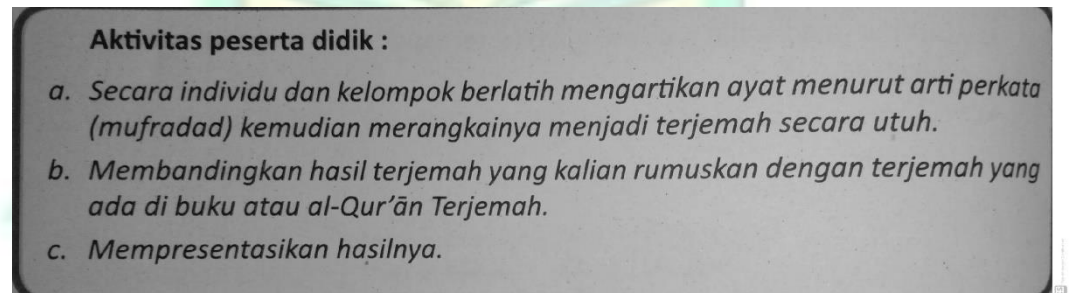 Aktivitas peserta didik :
a. Secara individu dan kelompok berlatih mengartikan ayat menurut arti perkata
(mufradad) kemudian merangkainya menjadi terjemah secara utuh.
b. Membandingkan hasil terjemah yang kalian rumuskan dengan terjemah yang
ada di buku atau al-Qur’ān Terjemah.
c. Mempresentasikan hasilnya.